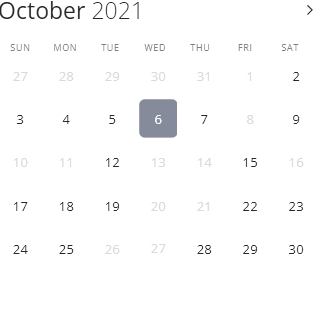 October 2021
SUN MON TUE WED THU FRI SAT
27 28 29 30 31 1 2
3 4 5 6 7 8 9
10 11 12 13 14 15 16
17 18 19 20 21 22 23
24 25 26 27 28 29 30